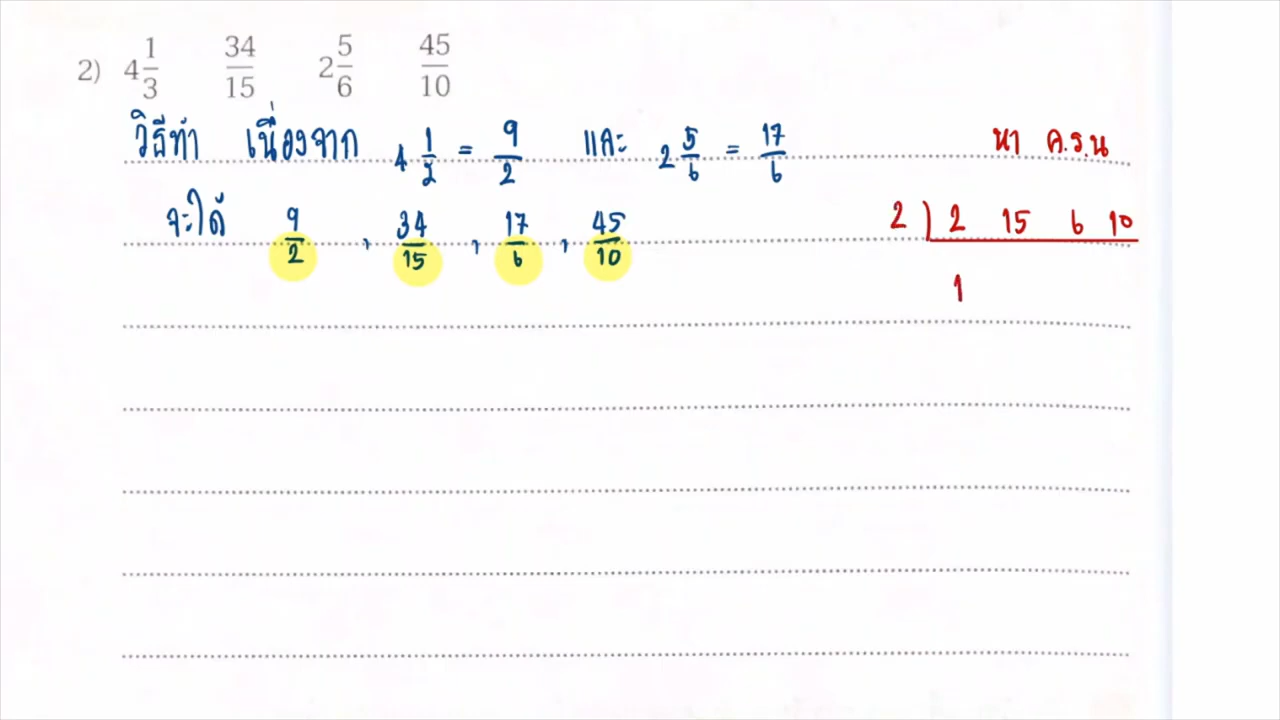 2) 4 1/3 34/15 2 5/6 45/10
วิธีทำ เนื่องจาก 4 1/2 = 9/2 และ 2 5/6 = 17/6
หา ค.ร.น
จะได้ 9/2 , 34/15 , 17/6 , 45/10
2 ) 2 15 6 10
1